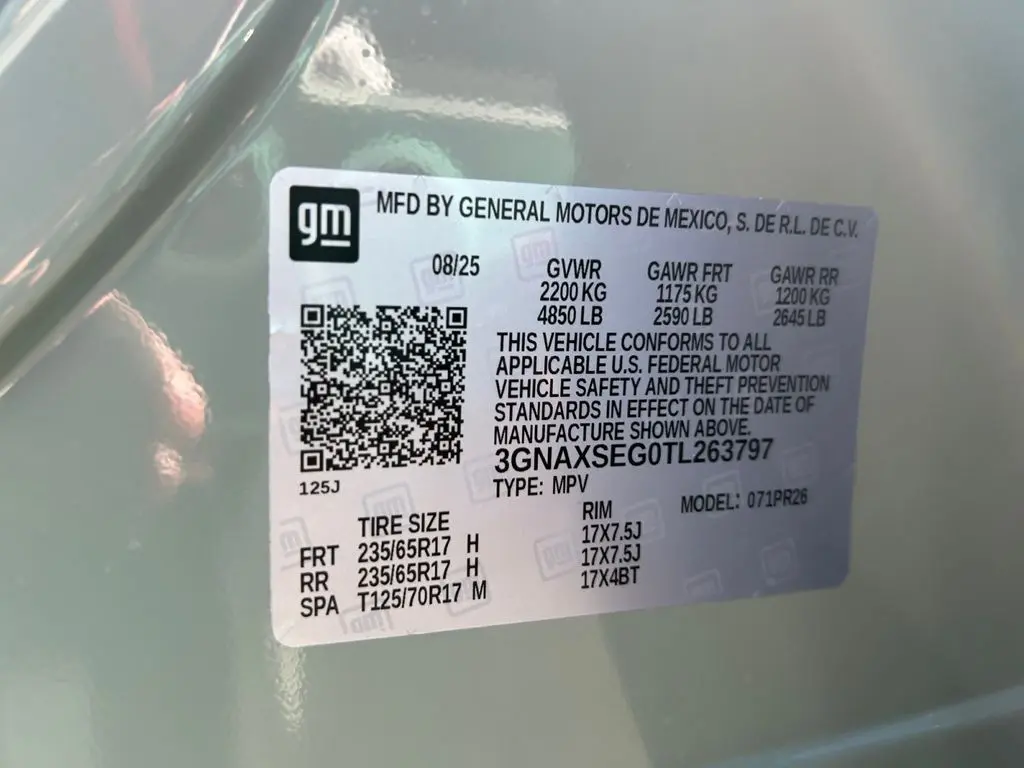 gm
MFD BY GENERAL MOTORS DE MEXICO, S. DE R.L. DE C.V.
08/25 GVWR GAWR FRT GAWR RR
2200 KG 1175 KG 1200 KG
4850 LB 2590 LB 2645 LB
THIS VEHICLE CONFORMS TO ALL
APPLICABLE U.S. FEDERAL MOTOR
VEHICLE SAFETY AND THEFT PREVENTION
STANDARDS IN EFFECT ON THE DATE OF
MANUFACTURE SHOWN ABOVE.
3GNAXSEG0TL263797
125J
TYPE: MPV MODEL: 071PR26
TIRE SIZE RIM
FRT 235/65R17 H 17X7.5J
RR 235/65R17 H 17X7.5J
SPA T125/70R17 M 17X4BT